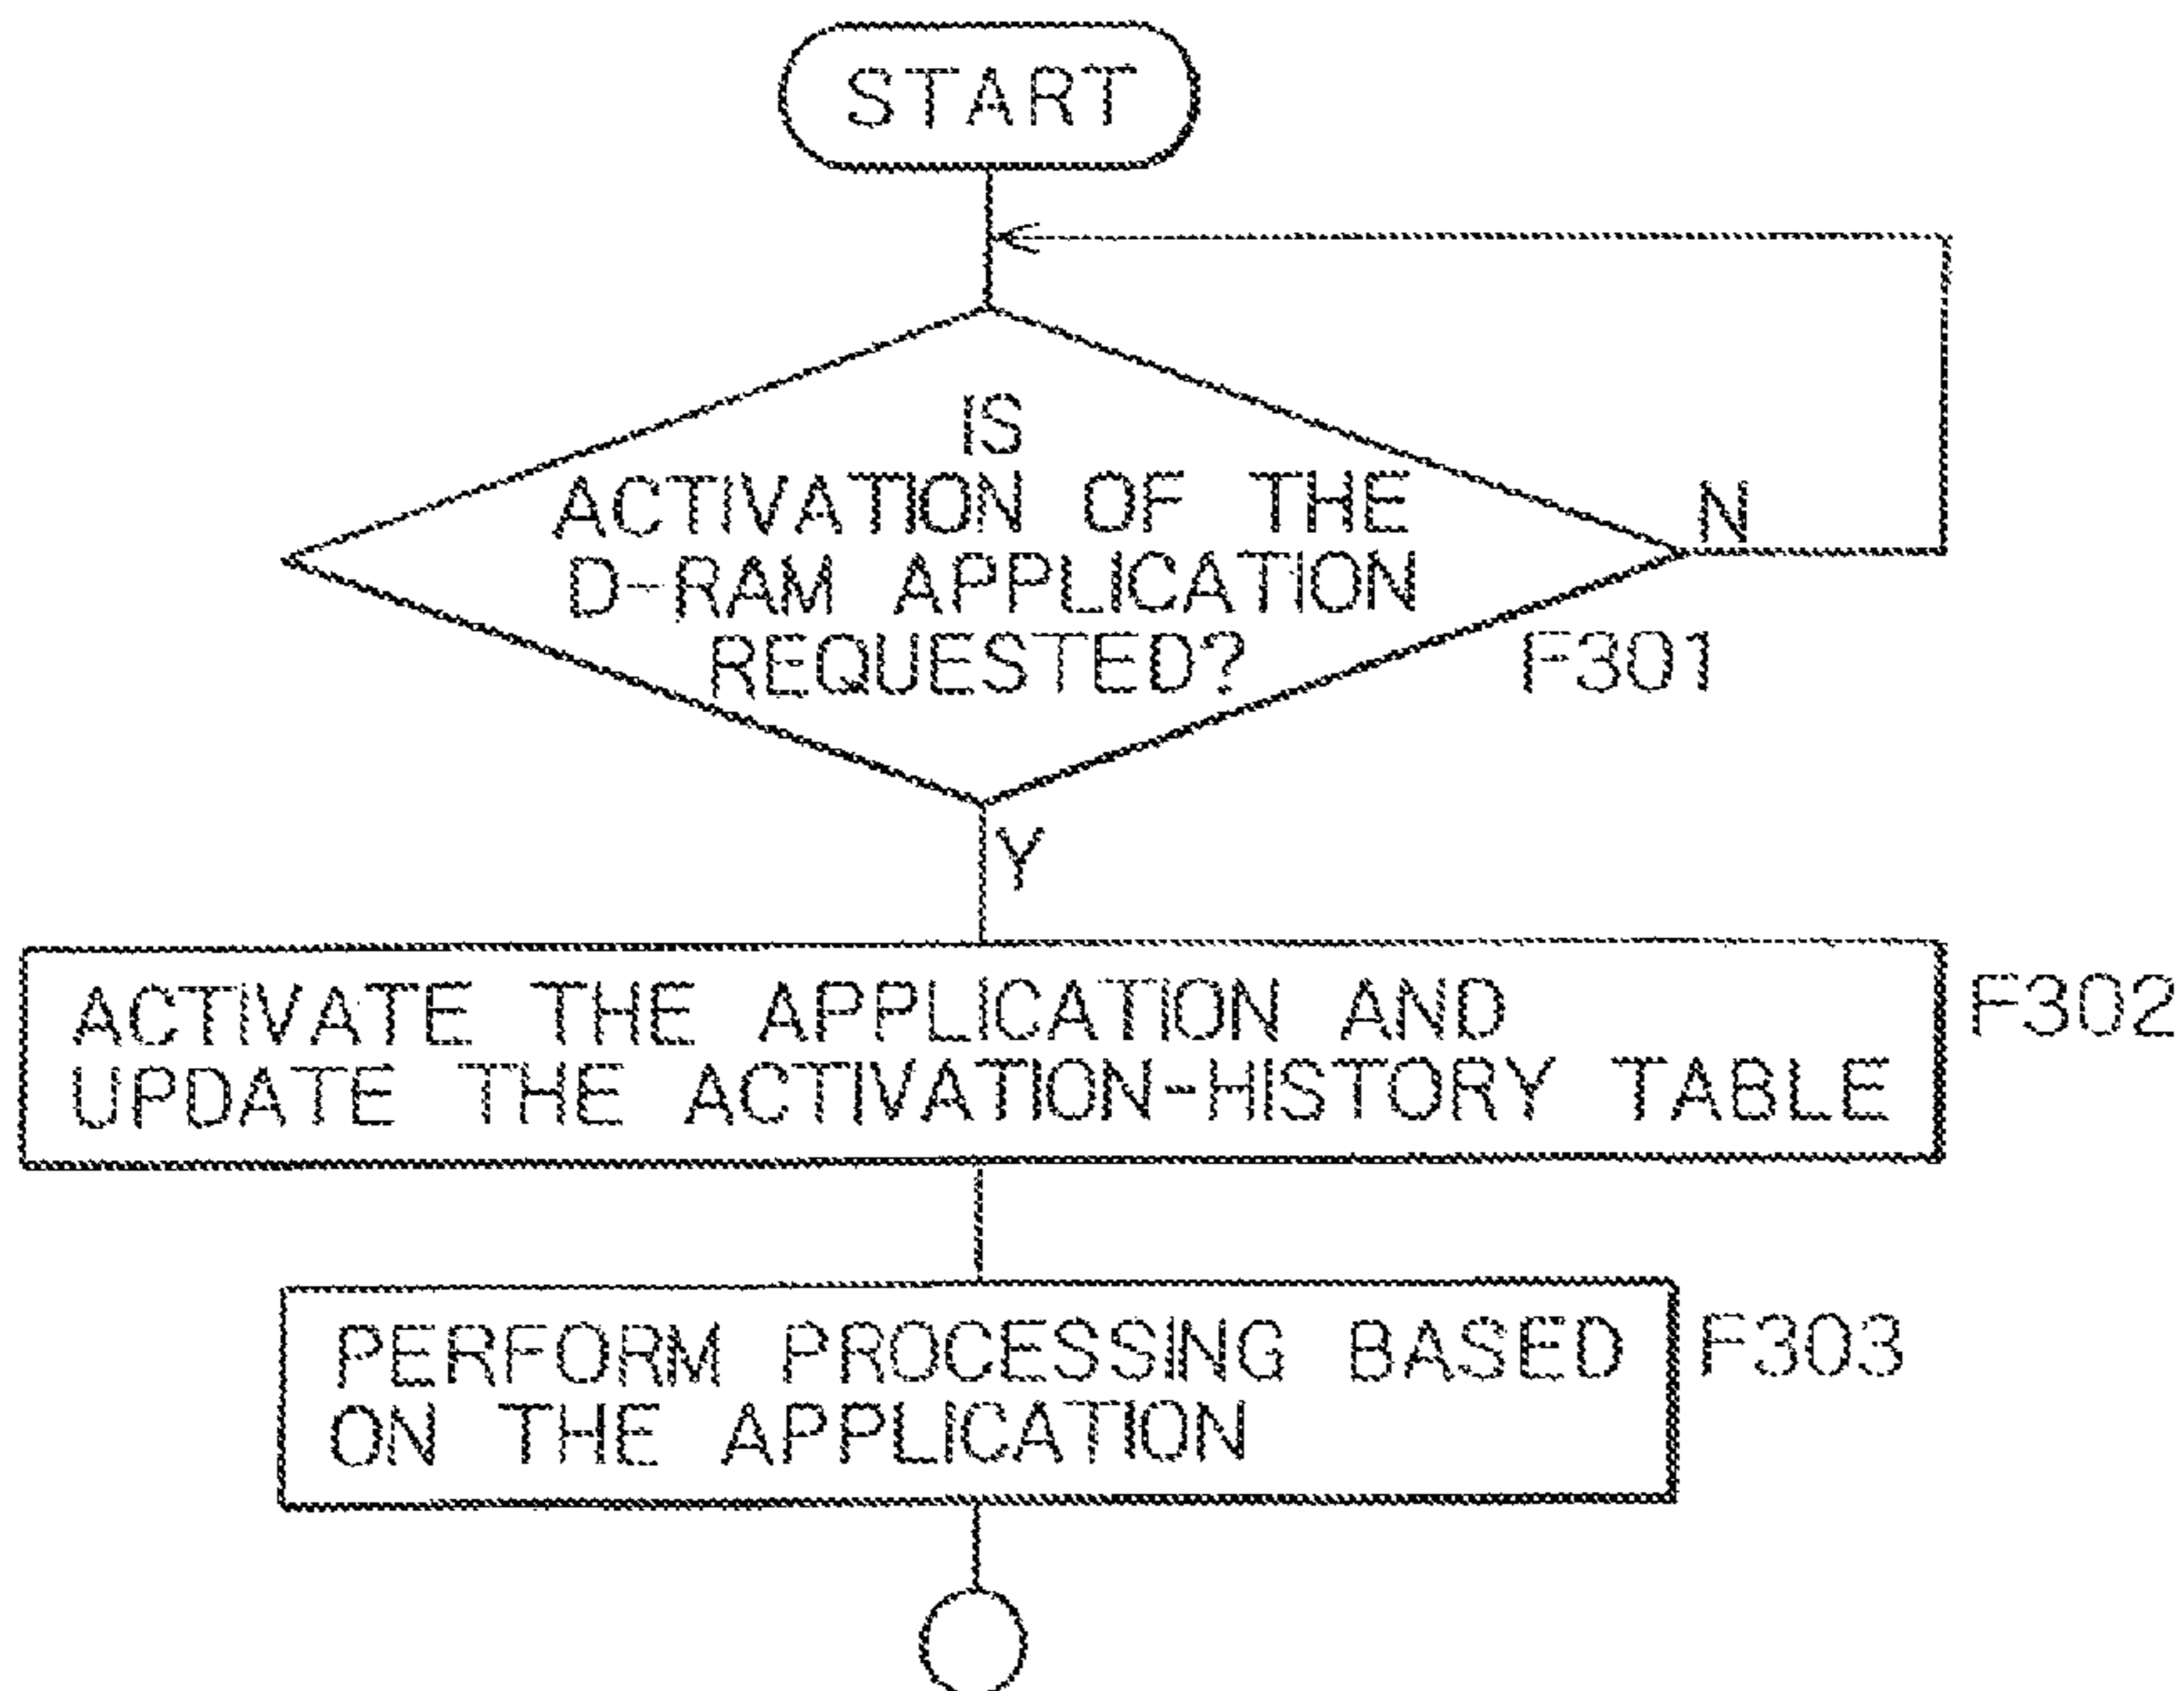 START
IS
ACTIVATION OF THE
D-RAM APPLICATION
REQUESTED?
N
F301
Y
ACTIVATE THE APPLICATION AND
UPDATE THE ACTIVATION-HISTORY TABLE
F302
PERFORM PROCESSING BASED
ON THE APPLICATION
F303